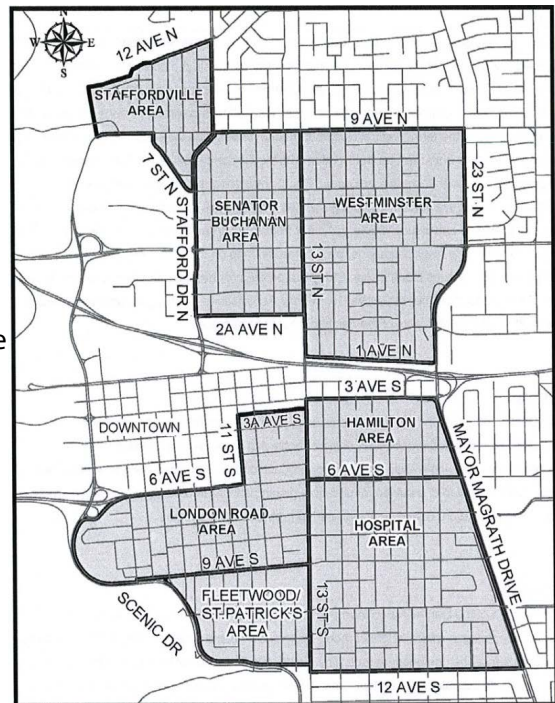 N
W E
S
12 AVE N
STAFFORDVILLE
AREA
9 AVE N
7 ST N
STAFFORD DR N
SENATOR
BUCHANAN
AREA
WESTMINSTER
AREA
23 ST N
13 ST N
2A AVE N
1 AVE N
3 AVE S
DOWNTOWN
11 ST S
3A AVE S
HAMILTON
AREA
MAYOR MAGRATH DRIVE
6 AVE S
6 AVE S
LONDON ROAD
AREA
HOSPITAL
AREA
9 AVE S
FLEETWOOD/
ST.PATRICK'S
AREA
SCENIC DR
13 ST S
12 AVE S